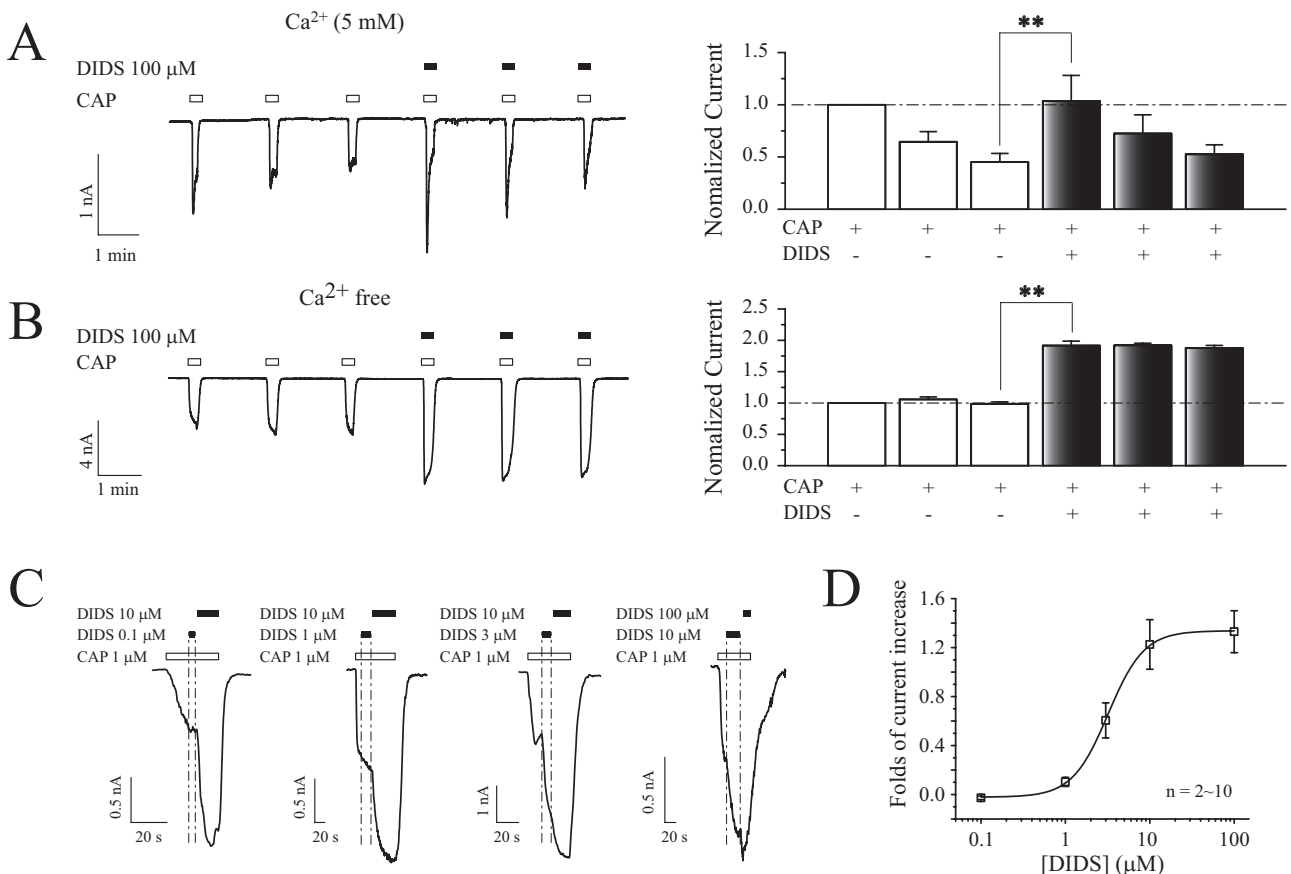 A
Ca²⁺ (5 mM)
DIDS 100 μM
CAP
1 nA
1 min
**
Nomalized Current
1.5
1.0
0.5
0.0
CAP + + + + + +
DIDS - - - + + +
B
Ca²⁺ free
DIDS 100 μM
CAP
4 nA
1 min
**
Nomalized Current
2.5
2.0
1.0
0.5
0.0
CAP + + + + + +
DIDS - - - + + +
C
DIDS 10 μM
DIDS 0.1 μM
CAP 1 μM
0.5 nA
20 s
DIDS 10 μM
DIDS 1 μM
CAP 1 μM
0.5 nA
20 s
DIDS 10 μM
DIDS 3 μM
CAP 1 μM
1 nA
20 s
DIDS 100 μM
DIDS 10 μM
CAP 1 μM
0.5 nA
20 s
D
Folds of current increase
1.6
1.2
0.8
0.4
0.0
n = 2~10
0.1 1 10 100
[DIDS] (μM)